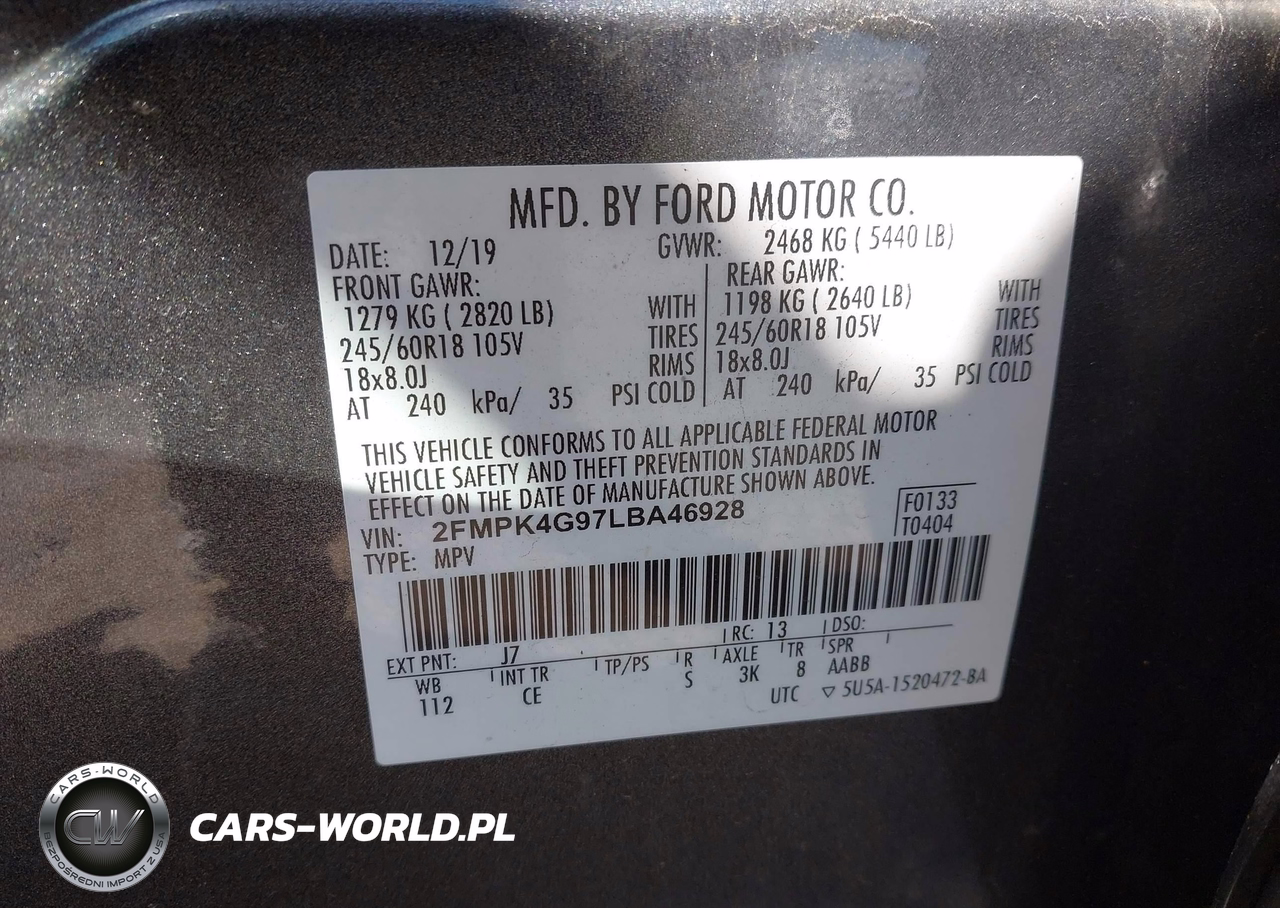 MFD. BY FORD MOTOR CO.
DATE: 12/19 GVWR: 2468 KG ( 5440 LB)
FRONT GAWR: REAR GAWR:
1279 KG ( 2820 LB) WITH 1198 KG ( 2640 LB) WITH
245/60R18 105V TIRES 245/60R18 105V TIRES
18x8.0J RIMS 18x8.0J RIMS
AT 240 kPa/ 35 PSI COLD AT 240 kPa/ 35 PSI COLD
THIS VEHICLE CONFORMS TO ALL APPLICABLE FEDERAL MOTOR
VEHICLE SAFETY AND THEFT PREVENTION STANDARDS IN
EFFECT ON THE DATE OF MANUFACTURE SHOWN ABOVE.
VIN: 2FMPK4G97LBA46928 F0133
TYPE: MPV T0404
EXT PNT: J7 RC: 13 DSO:
WB INT TR TP/PS R AXLE TR SPR
112 CE S 3K 8 AABB
UTC ▽ 5U5A-1520472-BA
CARS-WORLD
CW
BEZPOŚREDNI IMPORT Z USA
CARS-WORLD.PL